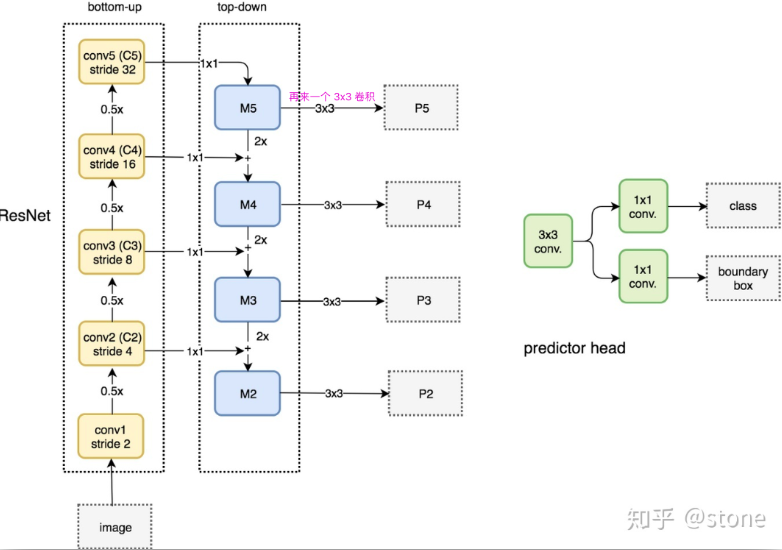 bottom-up
top-down
conv5 (C5)
stride 32
1x1
0.5x
M5
再来一个 3x3 卷积
3x3
P5
2x
conv4 (C4)
stride 16
1x1
+
0.5x
M4
3x3
P4
2x
ResNet
conv3 (C3)
stride 8
1x1
+
0.5x
M3
3x3
P3
2x
conv2 (C2)
stride 4
1x1
+
0.5x
M2
3x3
P2
conv1
stride 2
image
3x3
conv.
1x1
conv.
class
1x1
conv.
boundary
box
predictor head
知乎 @stone